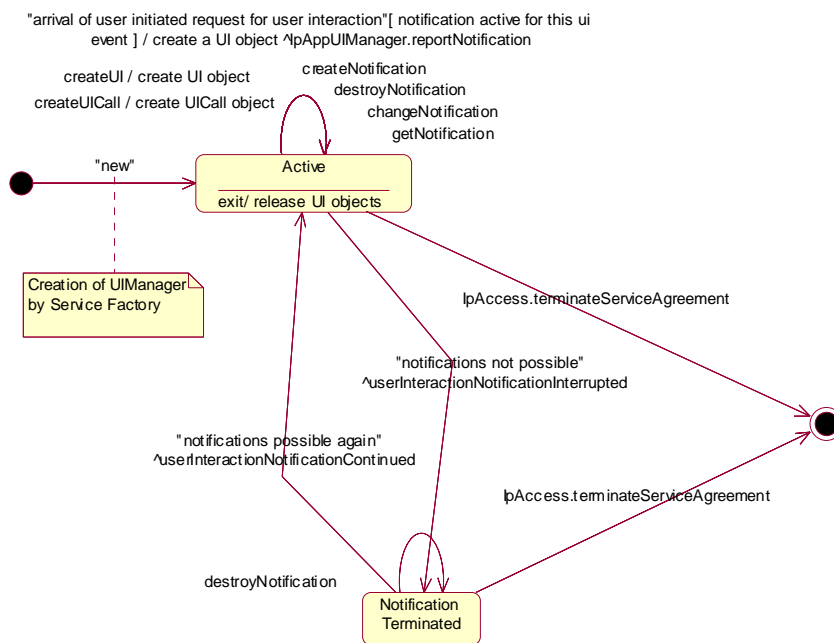 "arrival of user initiated request for user interaction"[ notification active for this ui
event ] / create a UI object ^IpAppUIManager.reportNotification
createUI / create UI object
createUICall / create UICall object
createNotification
destroyNotification
changeNotification
getNotification
"new"
Active
exit/ release UI objects
Creation of UIManager
by Service Factory
IpAccess.terminateServiceAgreement
"notifications not possible"
^userInteractionNotificationInterrupted
"notifications possible again"
^userInteractionNotificationContinued
IpAccess.terminateServiceAgreement
destroyNotification
Notification
Terminated